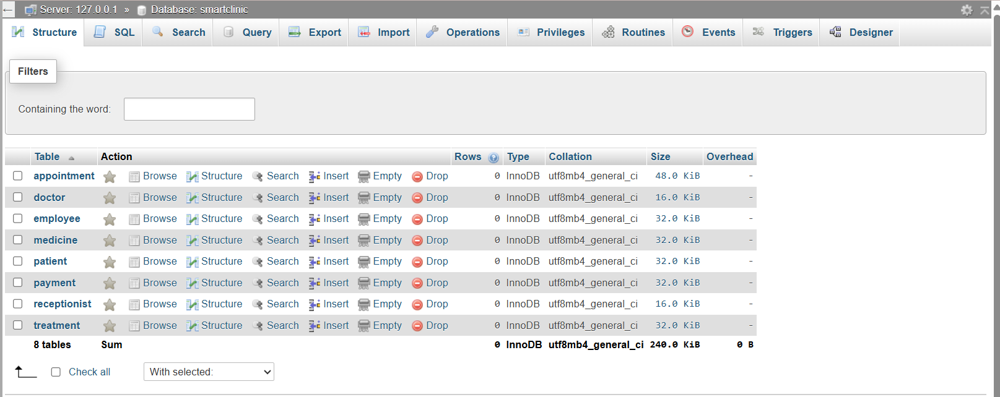 Server: 127.0.0.1 » Database: smartclinic
Structure SQL Search Query Export Import Operations Privileges Routines Events Triggers Designer
Filters
Containing the word:
Table Action Rows Type Collation Size Overhead
appointment Browse Structure Search Insert Empty Drop 0 InnoDB utf8mb4_general_ci 48.0 KiB -
doctor Browse Structure Search Insert Empty Drop 0 InnoDB utf8mb4_general_ci 16.0 KiB -
employee Browse Structure Search Insert Empty Drop 0 InnoDB utf8mb4_general_ci 32.0 KiB -
medicine Browse Structure Search Insert Empty Drop 0 InnoDB utf8mb4_general_ci 32.0 KiB -
patient Browse Structure Search Insert Empty Drop 0 InnoDB utf8mb4_general_ci 32.0 KiB -
payment Browse Structure Search Insert Empty Drop 0 InnoDB utf8mb4_general_ci 32.0 KiB -
receptionist Browse Structure Search Insert Empty Drop 0 InnoDB utf8mb4_general_ci 16.0 KiB -
treatment Browse Structure Search Insert Empty Drop 0 InnoDB utf8mb4_general_ci 32.0 KiB -
8 tables Sum 0 InnoDB utf8mb4_general_ci 240.0 KiB 0 B
Check all With selected: